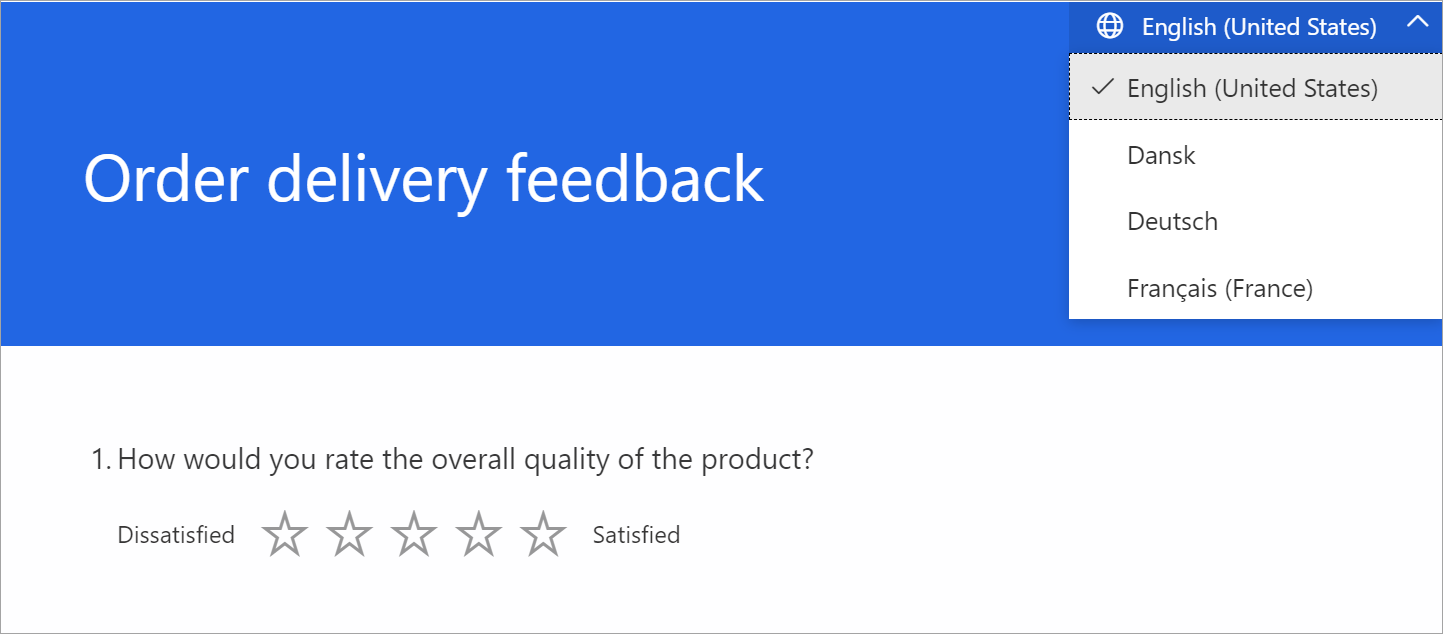 English (United States)
English (United States)
Dansk
Deutsch
Français (France)
Order delivery feedback
1. How would you rate the overall quality of the product?
Dissatisfied Satisfied